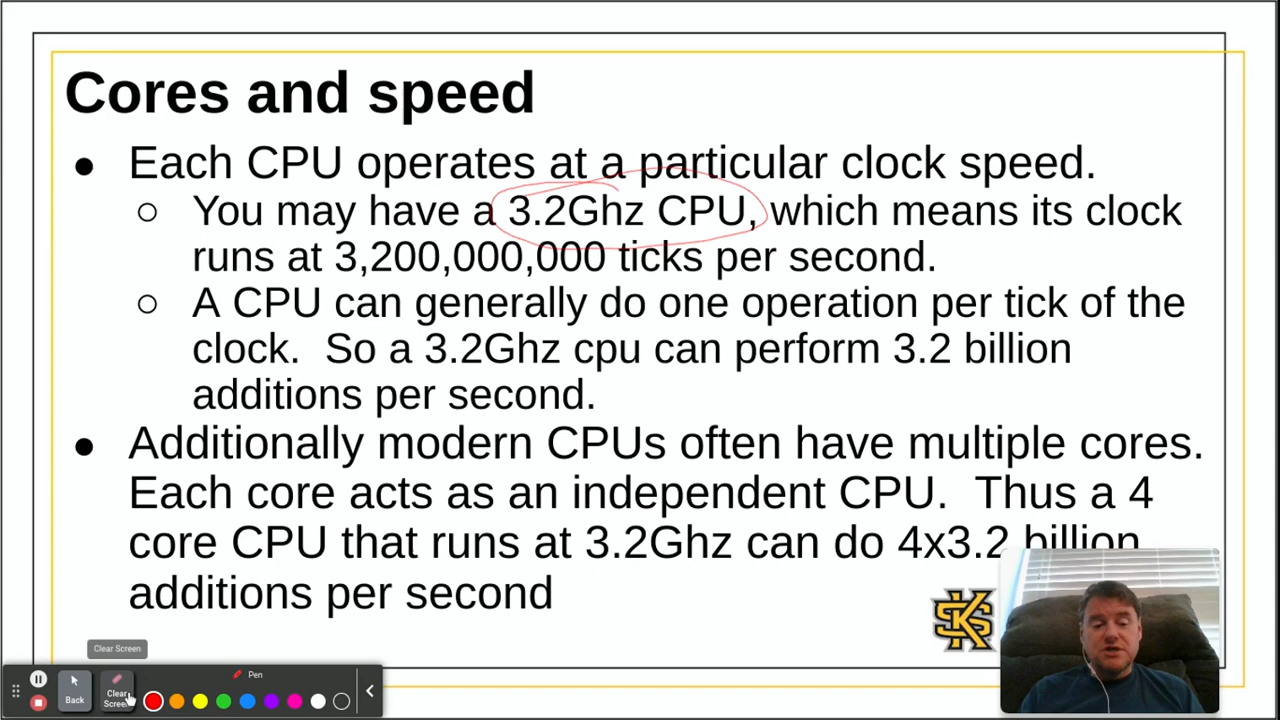 Cores and speed
● Each CPU operates at a particular clock speed.
○ You may have a 3.2Ghz CPU, which means its clock
runs at 3,200,000,000 ticks per second.
○ A CPU can generally do one operation per tick of the
clock.  So a 3.2Ghz cpu can perform 3.2 billion
additions per second.
● Additionally modern CPUs often have multiple cores.
Each core acts as an independent CPU.  Thus a 4
core CPU that runs at 3.2Ghz can do 4x3.2 billion
additions per second
KS
Clear Screen
Pen
Back
Clear
Screen